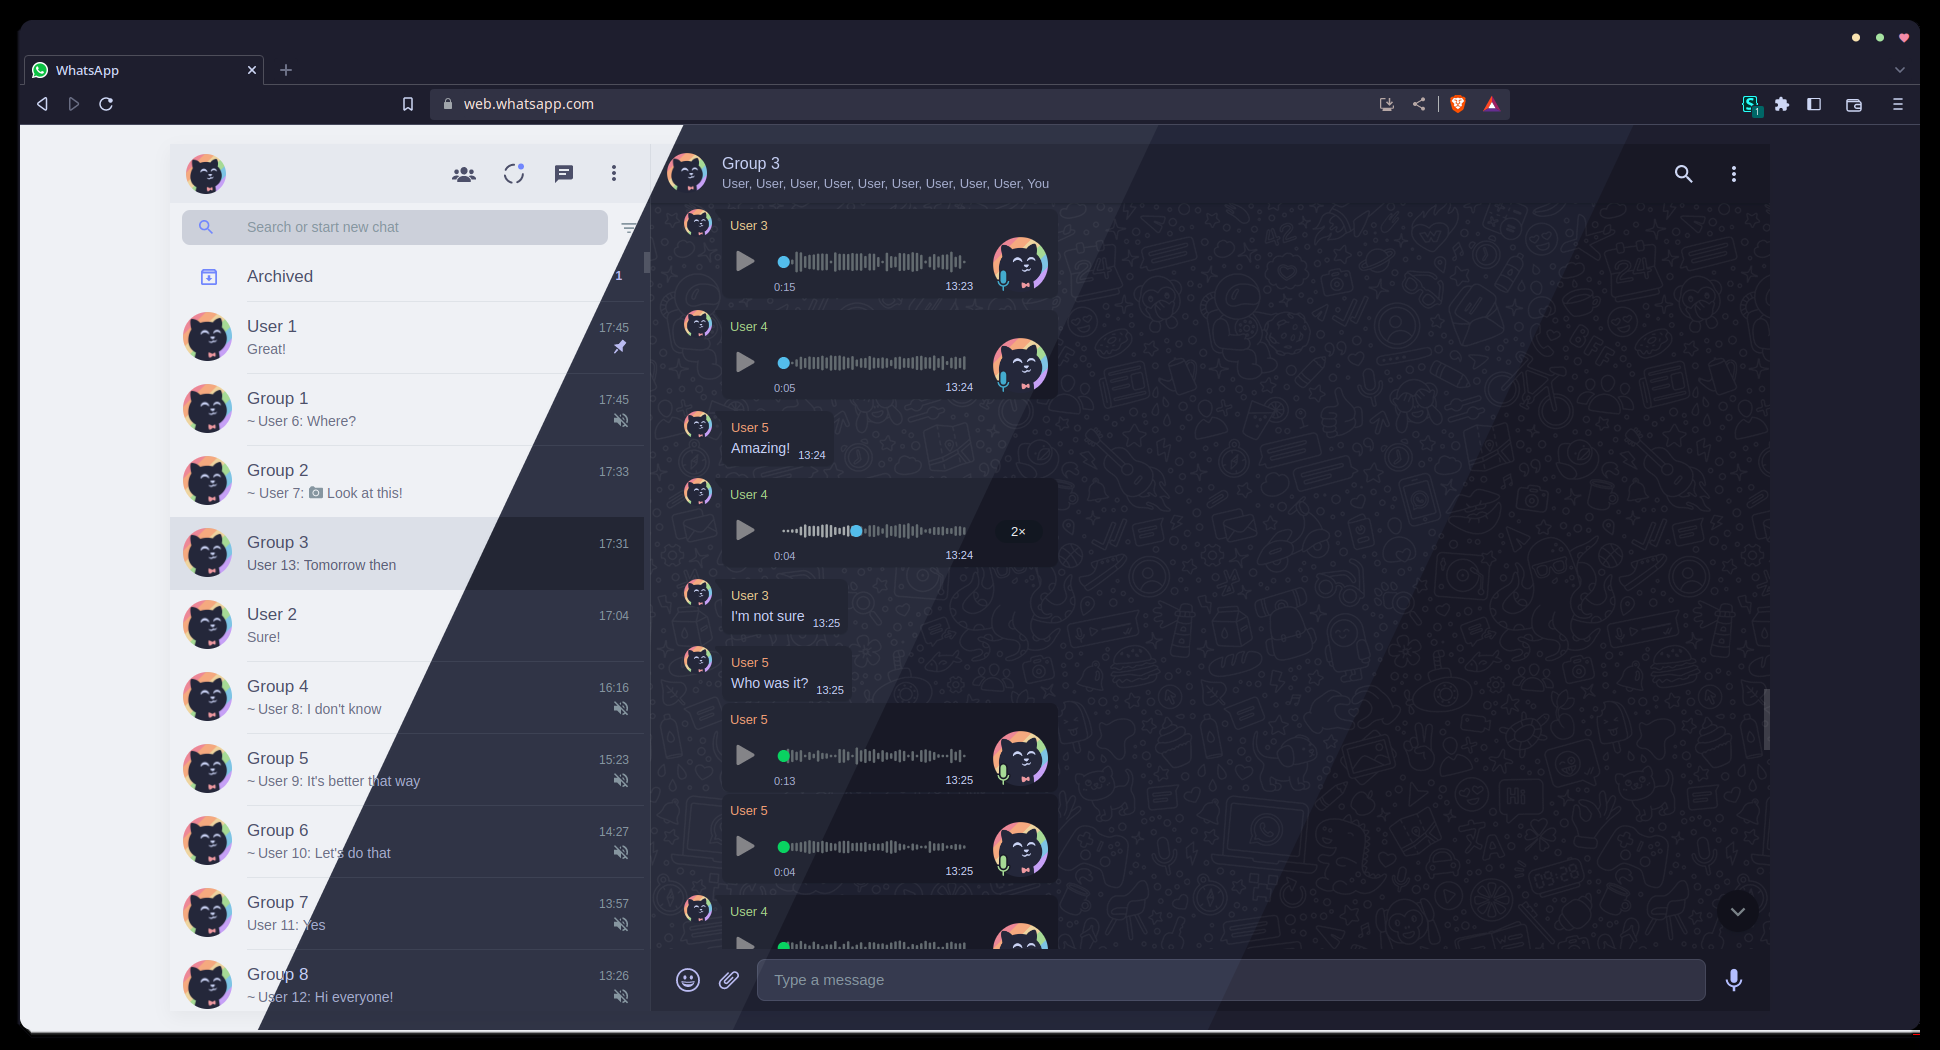 WhatsApp
web.whatsapp.com
1
Search or start new chat
Archived
1
User 1
17:45
Great!
Group 1
17:45
~ User 6: Where?
Group 2
17:33
~ User 7: Look at this!
Group 3
17:31
User 13: Tomorrow then
User 2
17:04
Sure!
Group 4
16:16
~ User 8: I don't know
Group 5
15:23
~ User 9: It's better that way
Group 6
14:27
~ User 10: Let's do that
Group 7
13:57
User 11: Yes
Group 8
13:26
~ User 12: Hi everyone!
Group 3
User, User, User, User, User, User, User, User, User, You
User 3
0:15
13:23
User 4
0:05
13:24
User 5
Amazing!
13:24
User 4
2×
0:04
13:24
User 3
I'm not sure
13:25
User 5
Who was it?
13:25
User 5
0:13
13:25
User 5
0:04
13:25
User 4
Type a message